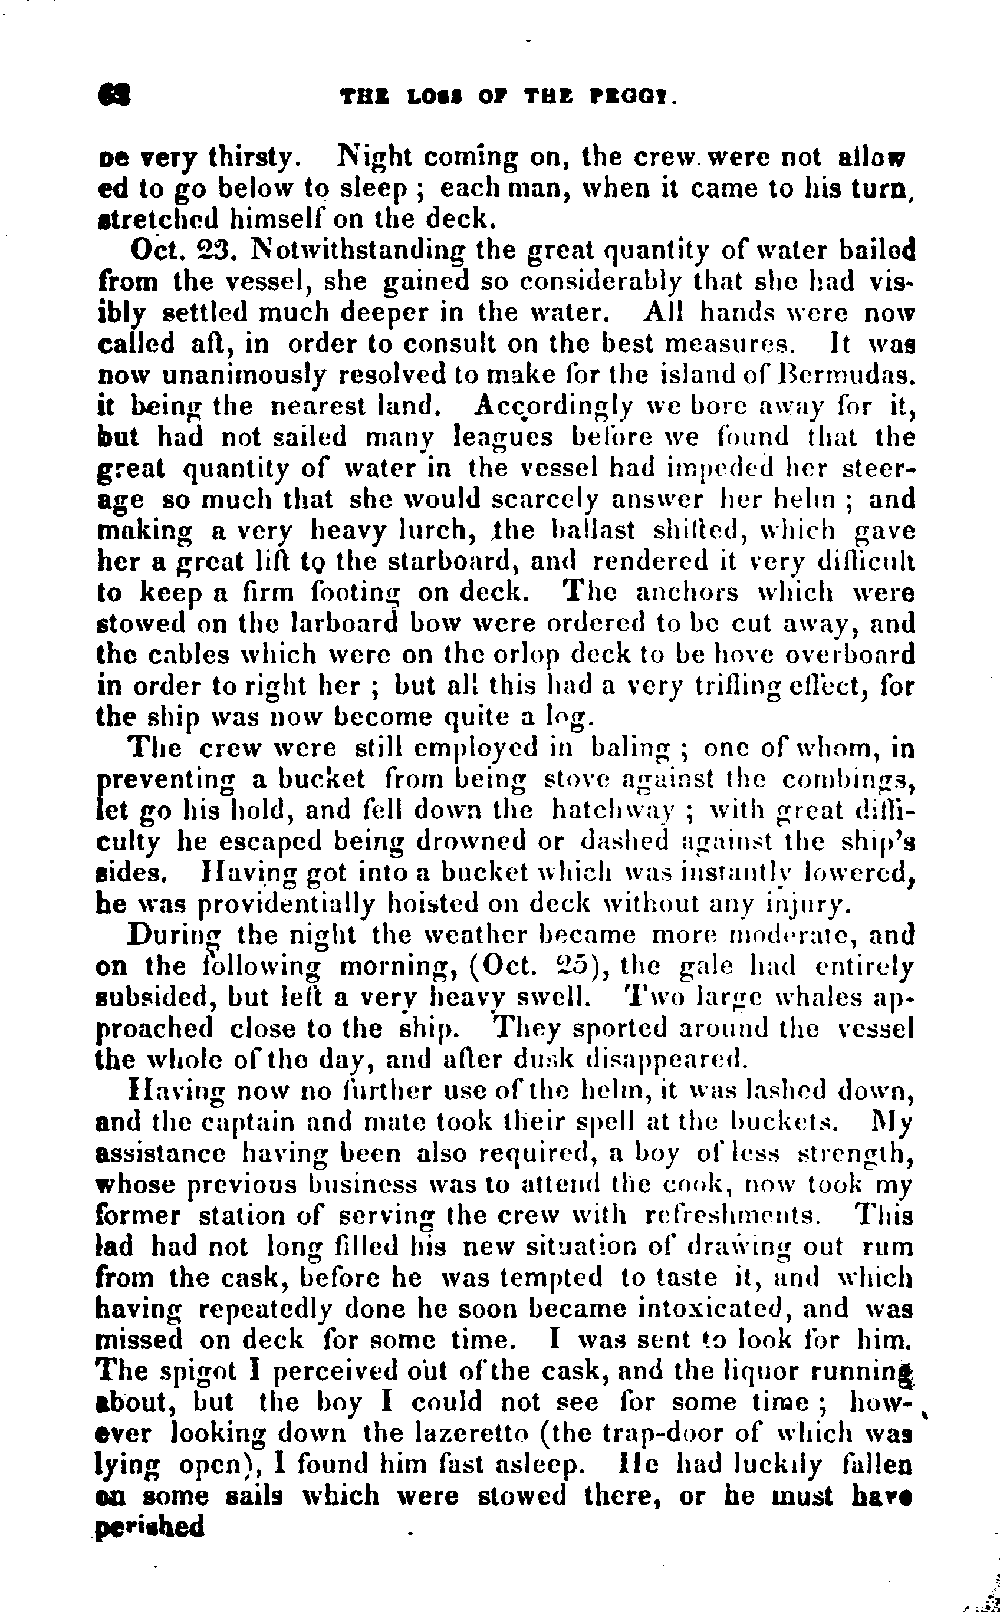 68 THE LOSS OF THE PEGGY.
be very thirsty. Night coming on, the crew were not allow
ed to go below to sleep ; each man, when it came to his turn,
stretched himself on the deck.
Oct. 23. Notwithstanding the great quantity of water bailed
from the vessel, she gained so considerably that she had vis-
ibly settled much deeper in the water. All hands were now
called aft, in order to consult on the best measures. It was
now unanimously resolved to make for the island of Bermudas.
it being the nearest land. Accordingly we bore away for it,
but had not sailed many leagues before we found that the
great quantity of water in the vessel had impeded her steer-
age so much that she would scarcely answer her helm ; and
making a very heavy lurch, the ballast shifted, which gave
her a great lift to the starboard, and rendered it very difficult
to keep a firm footing on deck. The anchors which were
stowed on the larboard bow were ordered to be cut away, and
the cables which were on the orlop deck to be hove overboard
in order to right her ; but all this had a very trifling effect, for
the ship was now become quite a log.
The crew were still employed in baling ; one of whom, in
preventing a bucket from being stove against the combings,
let go his hold, and fell down the hatchway ; with great diffi-
culty he escaped being drowned or dashed against the ship's
sides. Having got into a bucket which was instantly lowered,
he was providentially hoisted on deck without any injury.
During the night the weather became more moderate, and
on the following morning, (Oct. 25), the gale had entirely
subsided, but left a very heavy swell. Two large whales ap-
proached close to the ship. They sported around the vessel
the whole of the day, and after dusk disappeared.
Having now no further use of the helm, it was lashed down,
and the captain and mate took their spell at the buckets. My
assistance having been also required, a boy of less strength,
whose previous business was to attend the cook, now took my
former station of serving the crew with refreshments. This
lad had not long filled his new situation of drawing out rum
from the cask, before he was tempted to taste it, and which
having repeatedly done he soon became intoxicated, and was
missed on deck for some time. I was sent to look for him.
The spigot I perceived out of the cask, and the liquor running
about, but the boy I could not see for some time ; how-
ever looking down the lazeretto (the trap-door of which was
lying open), I found him fast asleep. He had luckily fallen
on some sails which were stowed there, or he must have
perished